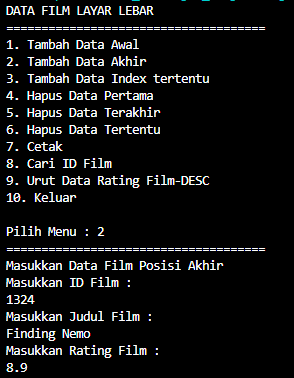 DATA FILM LAYAR LEBAR
=====================================
1. Tambah Data Awal
2. Tambah Data Akhir
3. Tambah Data Index tertentu
4. Hapus Data Pertama
5. Hapus Data Terakhir
6. Hapus Data Tertentu
7. Cetak
8. Cari ID Film
9. Urut Data Rating Film-DESC
10. Keluar
Pilih Menu : 2
=====================================
Masukkan Data Film Posisi Akhir
Masukkan ID Film :
1324
Masukkan Judul Film :
Finding Nemo
Masukkan Rating Film :
8.9